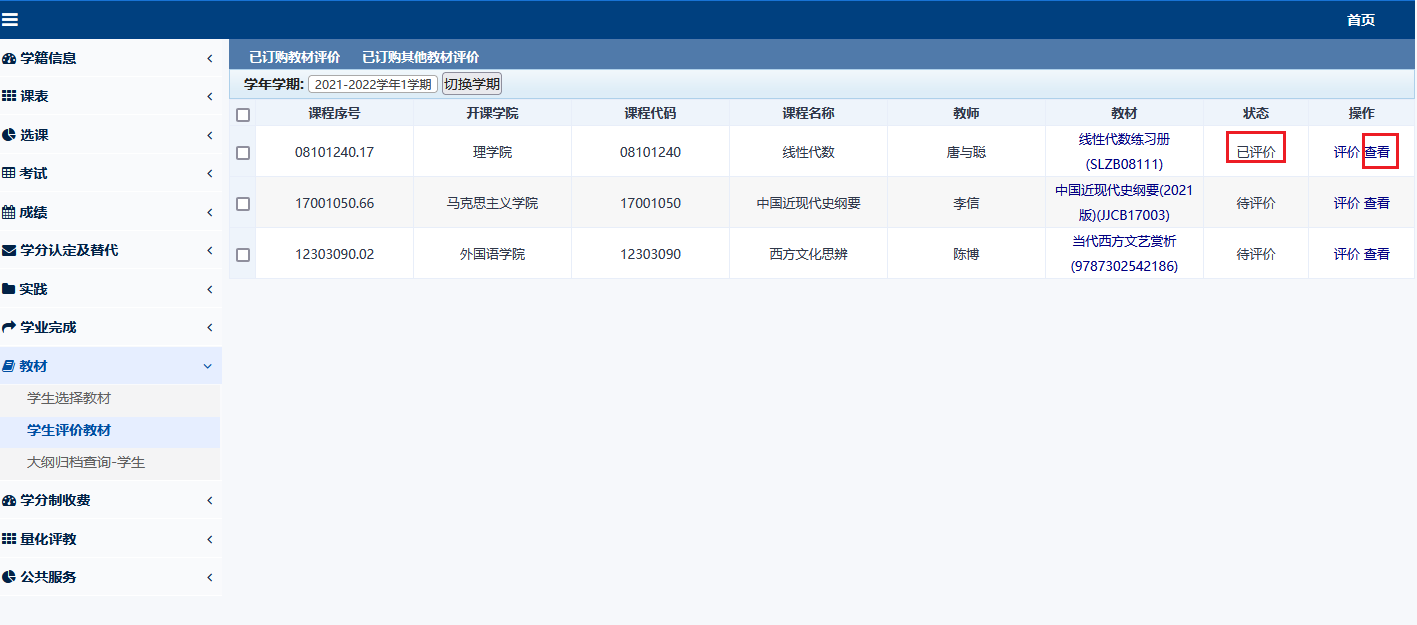 首页
学籍信息
课表
选课
考试
成绩
学分认定及替代
实践
学业完成
教材
学生选择教材
学生评价教材
大纲归档查询-学生
学分制收费
量化评教
公共服务
已订购教材评价 已订购其他教材评价
学年学期: 2021-2022学年1学期 切换学期
课程序号 开课学院 课程代码 课程名称 教师 教材 状态 操作
08101240.17 理学院 08101240 线性代数 唐与聪 线性代数练习册 已评价 评价 查看
(SLZB08111)
17001050.66 马克思主义学院 17001050 中国近现代史纲要 李信 中国近现代史纲要(2021 待评价 评价 查看
版)(JJCB17003)
12303090.02 外国语学院 12303090 西方文化思辨 陈博 当代西方文艺赏析 待评价 评价 查看
(9787302542186)